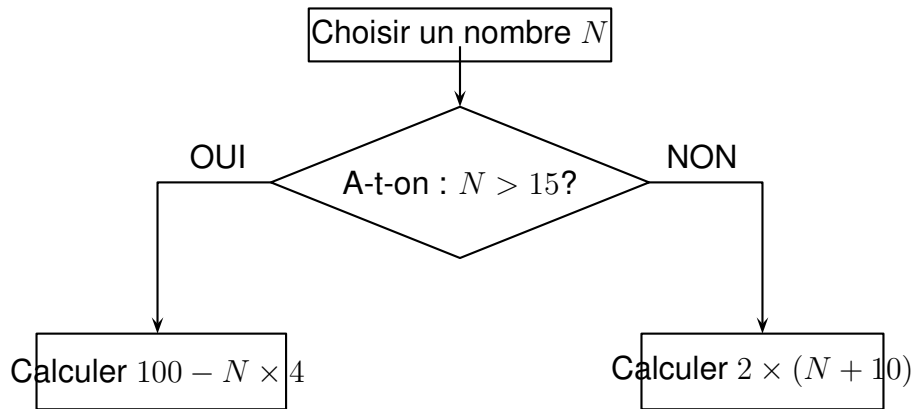 Choisir un nombre N
OUI
NON
A-t-on : N > 15?
Calculer 100 − N × 4
Calculer 2 × (N + 10)